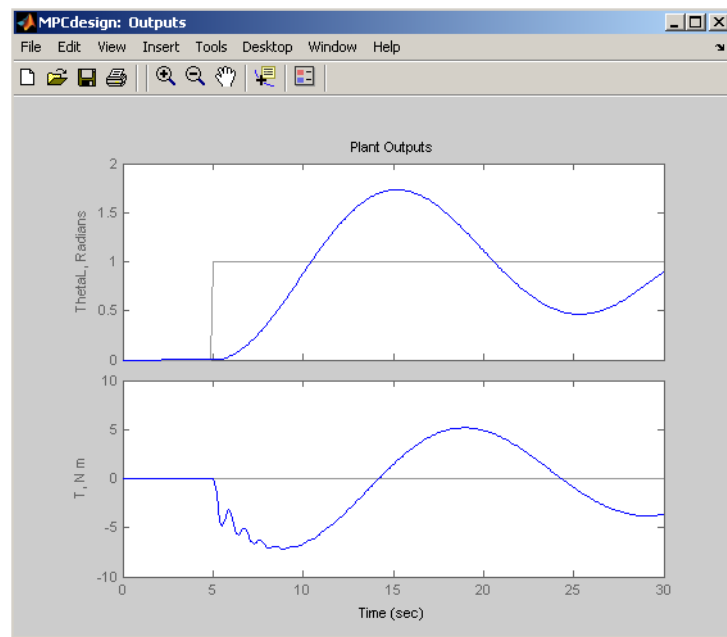 MPCdesign: Outputs
File Edit View Insert Tools Desktop Window Help
Plant Outputs
ThetaL, Radians
2
1.5
1
0.5
0
T, N m
10
5
0
-5
-10
0 5 10 15 20 25 30
Time (sec)